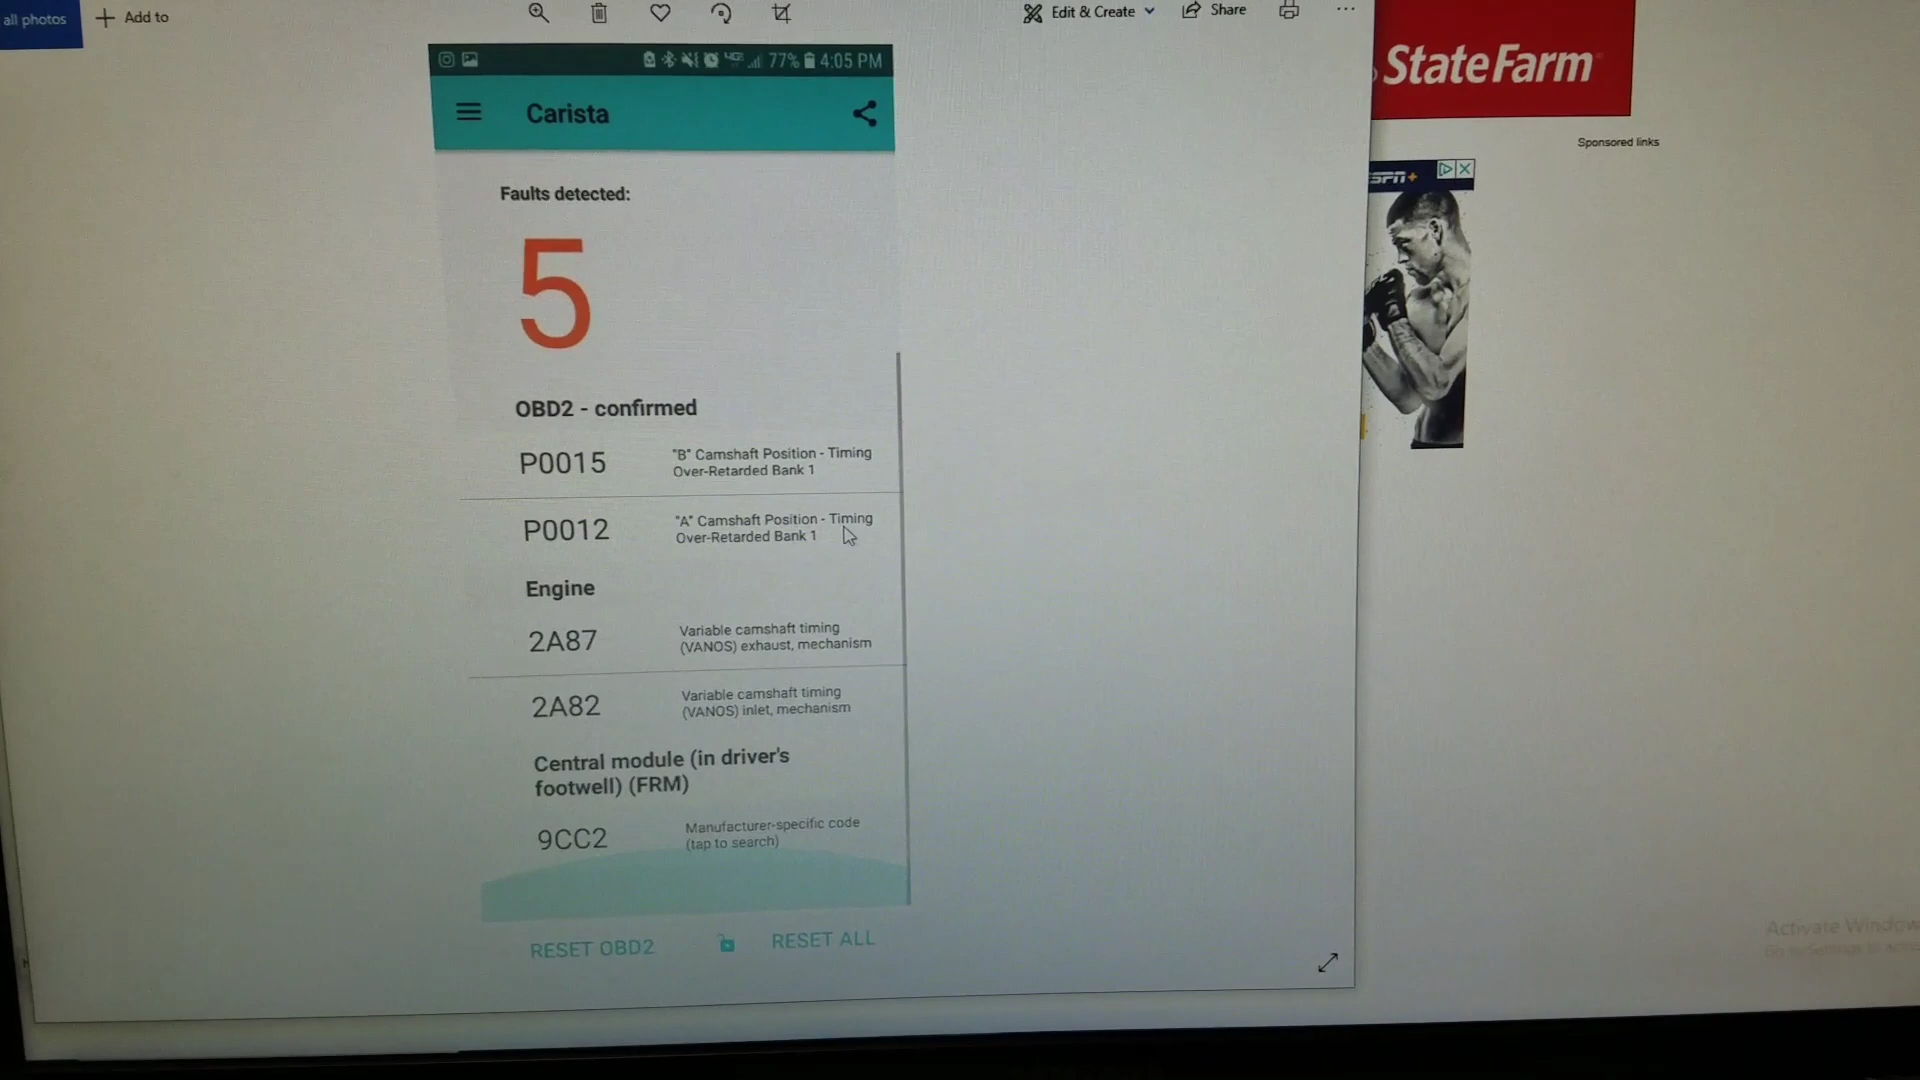 all photos
Add to
Edit & Create
Share
77% 4:05 PM
Carista
Faults detected:
5
OBD2 - confirmed
P0015
"B" Camshaft Position - Timing
Over-Retarded Bank 1
P0012
"A" Camshaft Position - Timing
Over-Retarded Bank 1
Engine
2A87
Variable camshaft timing
(VANOS) exhaust, mechanism
2A82
Variable camshaft timing
(VANOS) inlet, mechanism
Central module (in driver's
footwell) (FRM)
9CC2
Manufacturer-specific code
(tap to search)
RESET OBD2
RESET ALL
StateFarm
Sponsored links
ESPN+
Activate Window